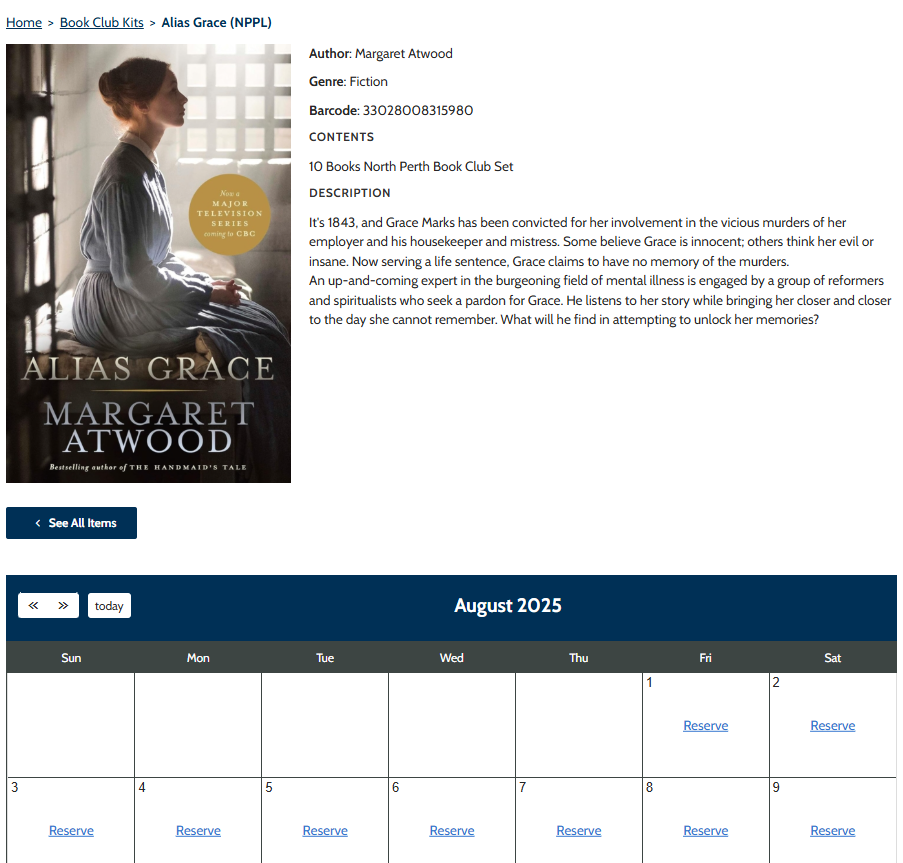 Home > Book Club Kits > Alias Grace (NPPL)
Now a
MAJOR
TELEVISION
SERIES
coming to CBC
ALIAS GRACE
MARGARET
ATWOOD
Bestselling author of THE HANDMAID'S TALE
Author: Margaret Atwood
Genre: Fiction
Barcode: 33028008315980
CONTENTS
10 Books North Perth Book Club Set
DESCRIPTION
It's 1843, and Grace Marks has been convicted for her involvement in the vicious murders of her
employer and his housekeeper and mistress. Some believe Grace is innocent; others think her evil or
insane. Now serving a life sentence, Grace claims to have no memory of the murders.
An up-and-coming expert in the burgeoning field of mental illness is engaged by a group of reformers
and spiritualists who seek a pardon for Grace. He listens to her story while bringing her closer and closer
to the day she cannot remember. What will he find in attempting to unlock her memories?
< See All Items
« » today August 2025
Sun Mon Tue Wed Thu Fri Sat
1 2
Reserve Reserve
3 4 5 6 7 8 9
Reserve Reserve Reserve Reserve Reserve Reserve Reserve